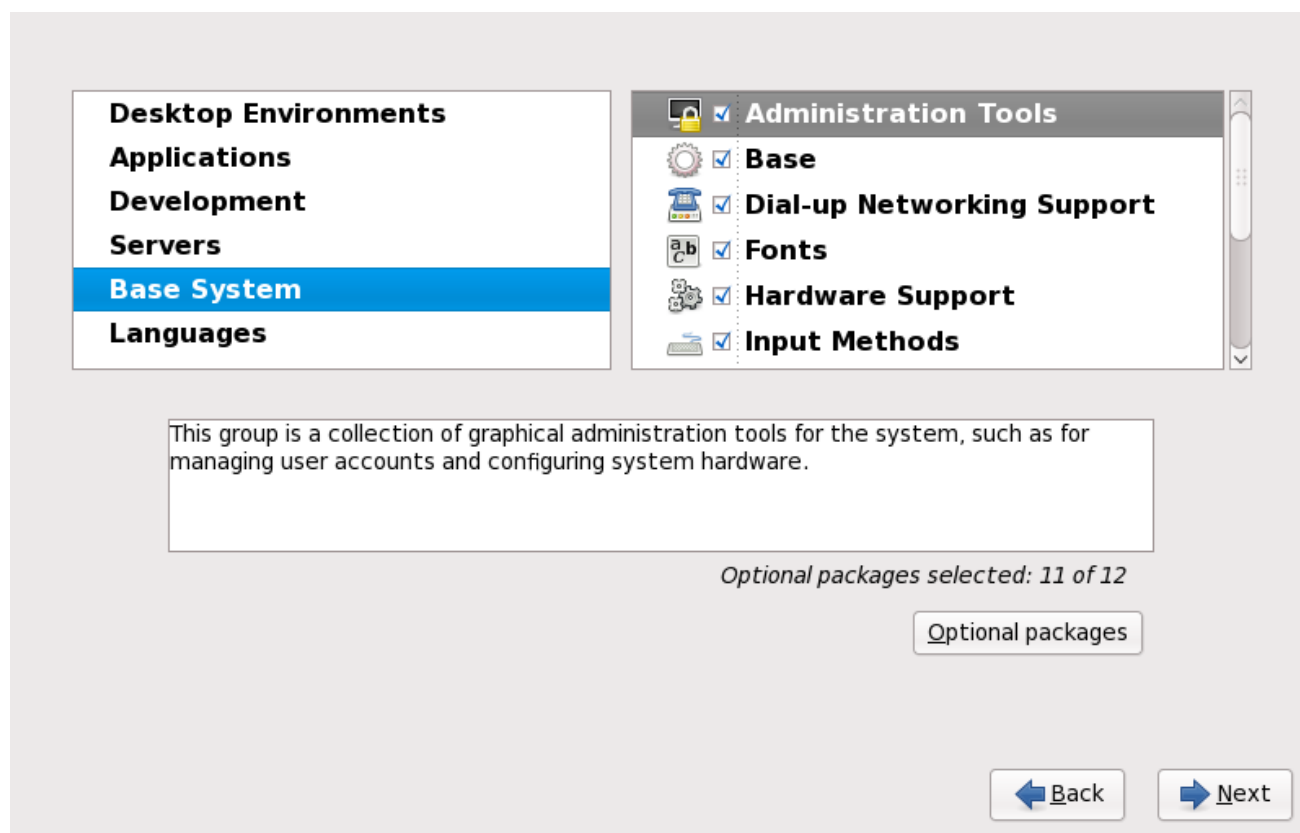 Desktop Environments
Applications
Development
Servers
Base System
Languages
Administration Tools
Base
Dial-up Networking Support
Fonts
Hardware Support
Input Methods
This group is a collection of graphical administration tools for the system, such as for
managing user accounts and configuring system hardware.
Optional packages selected: 11 of 12
Optional packages
Back
Next